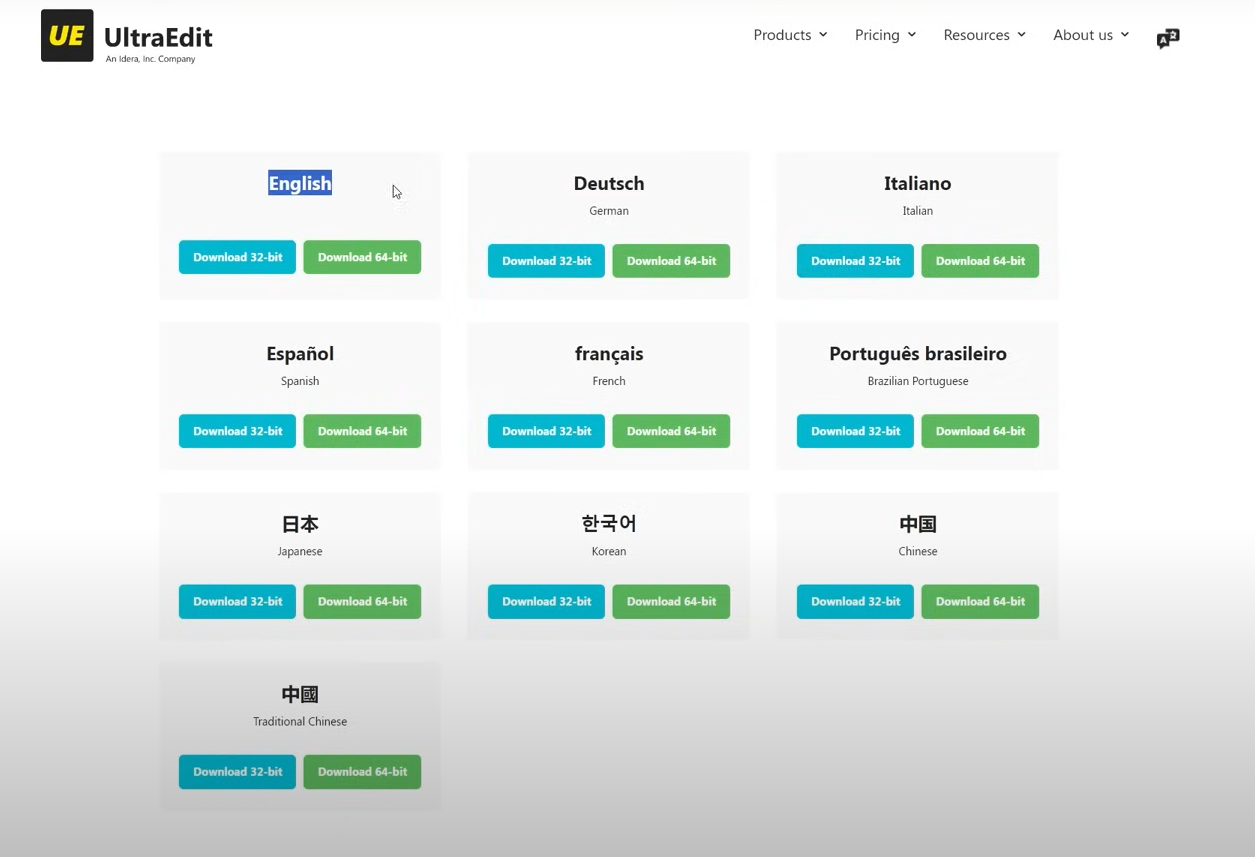 UE UltraEdit
An Idera, Inc. Company
Products Pricing Resources About us
English
Download 32-bit Download 64-bit
Deutsch
German
Download 32-bit Download 64-bit
Italiano
Italian
Download 32-bit Download 64-bit
Español
Spanish
Download 32-bit Download 64-bit
français
French
Download 32-bit Download 64-bit
Português brasileiro
Brazilian Portuguese
Download 32-bit Download 64-bit
日本
Japanese
Download 32-bit Download 64-bit
한국어
Korean
Download 32-bit Download 64-bit
中国
Chinese
Download 32-bit Download 64-bit
中國
Traditional Chinese
Download 32-bit Download 64-bit